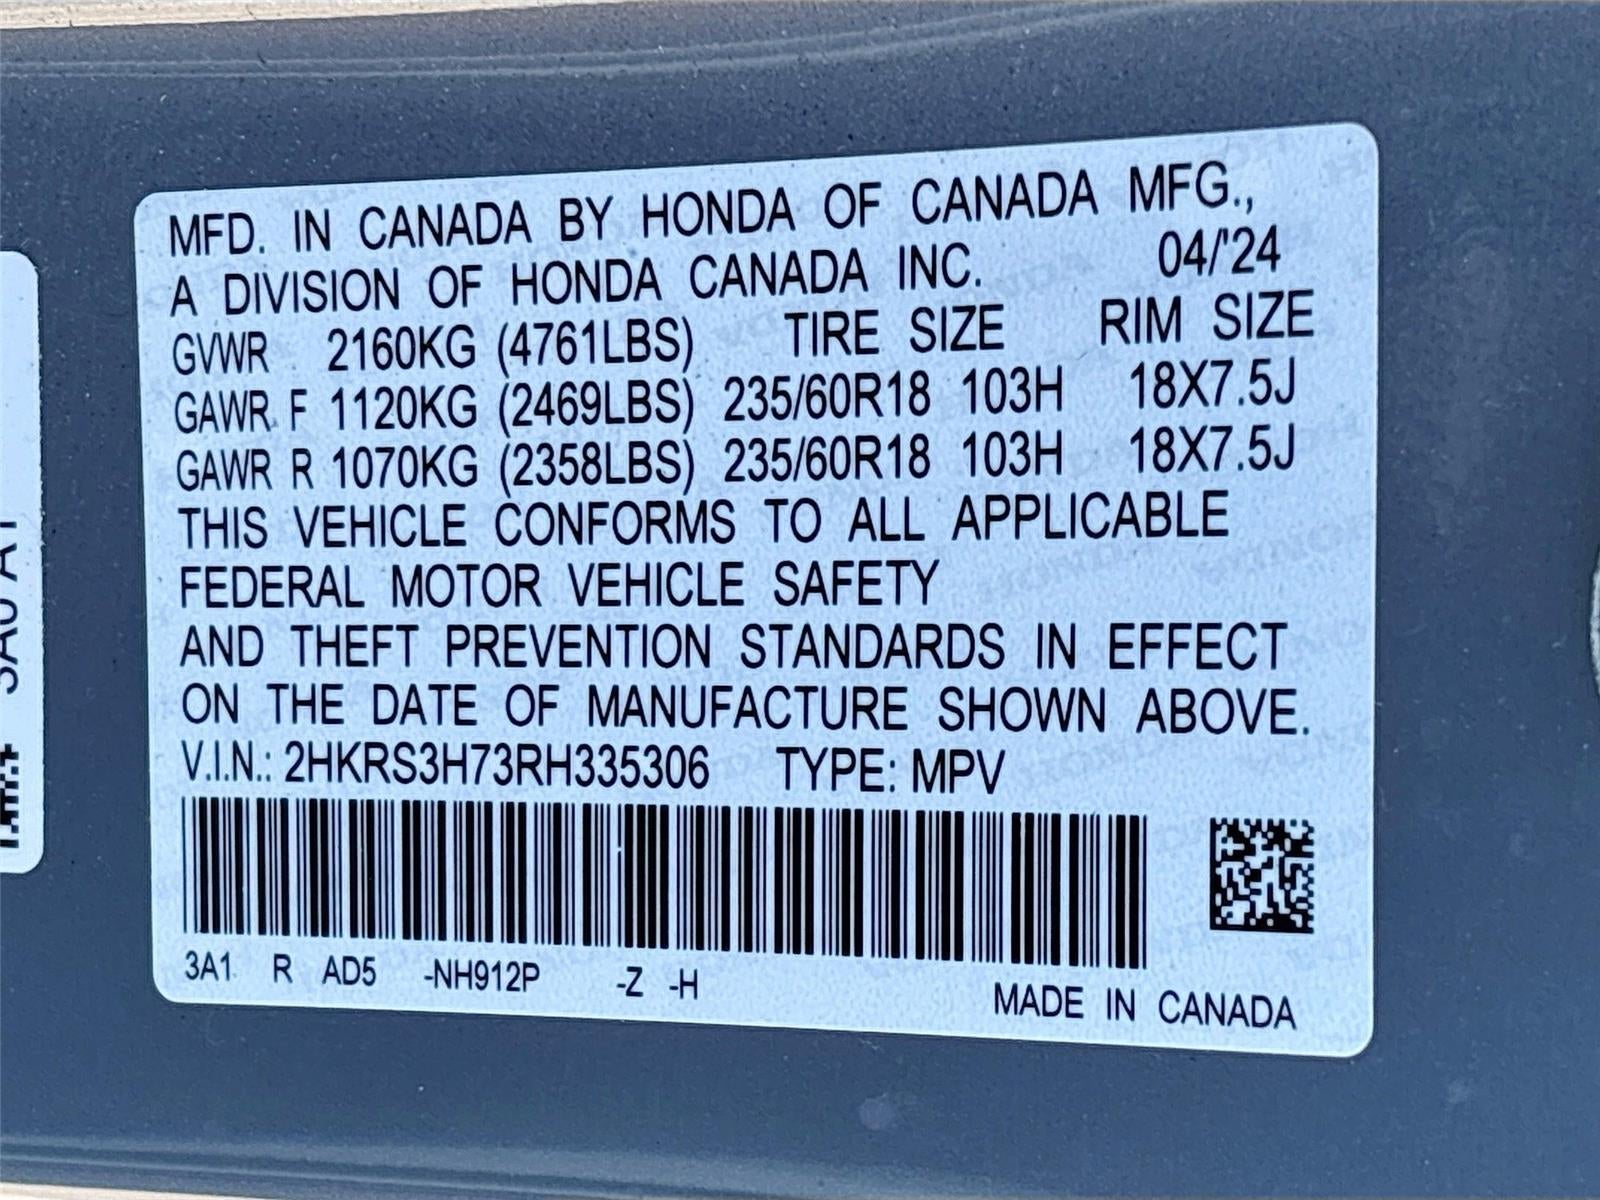 MFD. IN CANADA BY HONDA OF CANADA MFG.,
A DIVISION OF HONDA CANADA INC. 04/'24
GVWR 2160KG (4761LBS) TIRE SIZE RIM SIZE
GAWR F 1120KG (2469LBS) 235/60R18 103H 18X7.5J
GAWR R 1070KG (2358LBS) 235/60R18 103H 18X7.5J
THIS VEHICLE CONFORMS TO ALL APPLICABLE
FEDERAL MOTOR VEHICLE SAFETY
AND THEFT PREVENTION STANDARDS IN EFFECT
ON THE DATE OF MANUFACTURE SHOWN ABOVE.
V.I.N.: 2HKRS3H73RH335306 TYPE: MPV
3A1 R AD5 -NH912P -Z -H
MADE IN CANADA